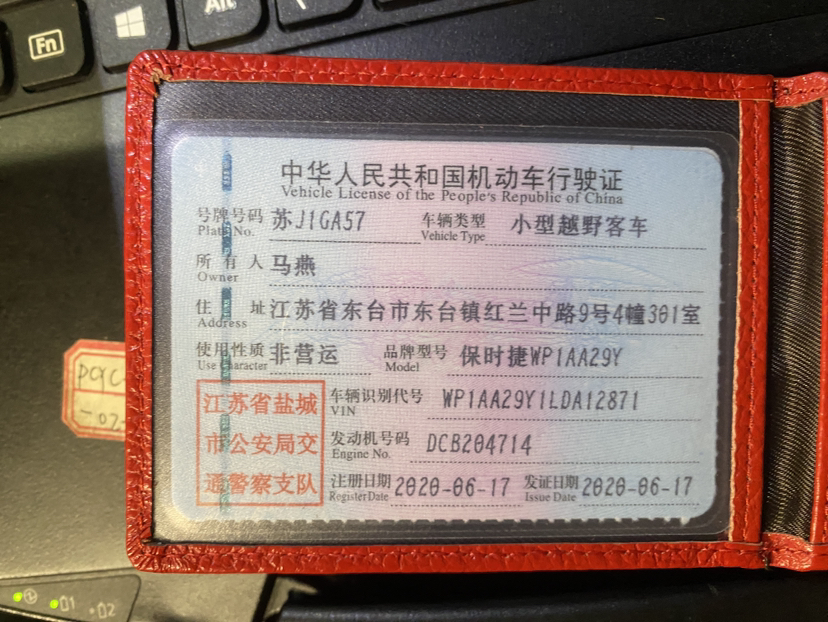 Fn
Alt
中华人民共和国机动车行驶证
Vehicle License of the People's Republic of China
号牌号码 苏J1GA57 车辆类型 小型越野客车
Plate No. Vehicle Type
所有人 马燕
Owner
住址 江苏省东台市东台镇红兰中路9号4幢301室
Address
使用性质 非营运 品牌型号 保时捷WP1AA29Y
Use Character Model
江苏省盐城
市公安局交
通警察支队
车辆识别代号 WP1AA29Y1LDA12871
VIN
发动机号码 DCB204714
Engine No.
注册日期 2020-06-17 发证日期 2020-06-17
Register Date Issue Date
1
2